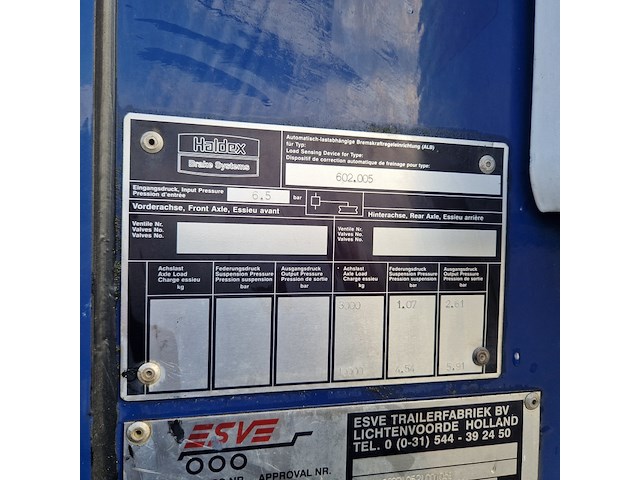 Haldex
Brake Systems
Automatisch-lastabhängige Bremskraftregeleinrichtung (ALB)
für Typ:
Load Sensing Device for Type:
Dispositif de correction automatique de freinage pour type:
602.005
Eingangsdruck, Input Pressure
Pression d'entrée
6.5 bar
Vorderachse, Front Axle, Essieu avant
Hinterachse, Rear Axle, Essieu arrière
Ventile Nr.
Valves No.
Valves No.
Ventile Nr.
Valves No.
Valves No.
Achslast
Axle Load
Charge essieu
kg
Federungsdruck
Suspension Pressure
Pression suspension
bar
Ausgangsdruck
Output Pressure
Pression de sortie
bar
Achslast
Axle Load
Charge essieu
kg
Federungsdruck
Suspension Pressure
Pression suspension
bar
Ausgangsdruck
Output Pressure
Pression de sortie
bar
ESVE
ESVE TRAILERFABRIEK BV
LICHTENVOORDE HOLLAND
TEL. 0 (0-31) 544 - 39 24 50
NR.
APPROVAL NR.